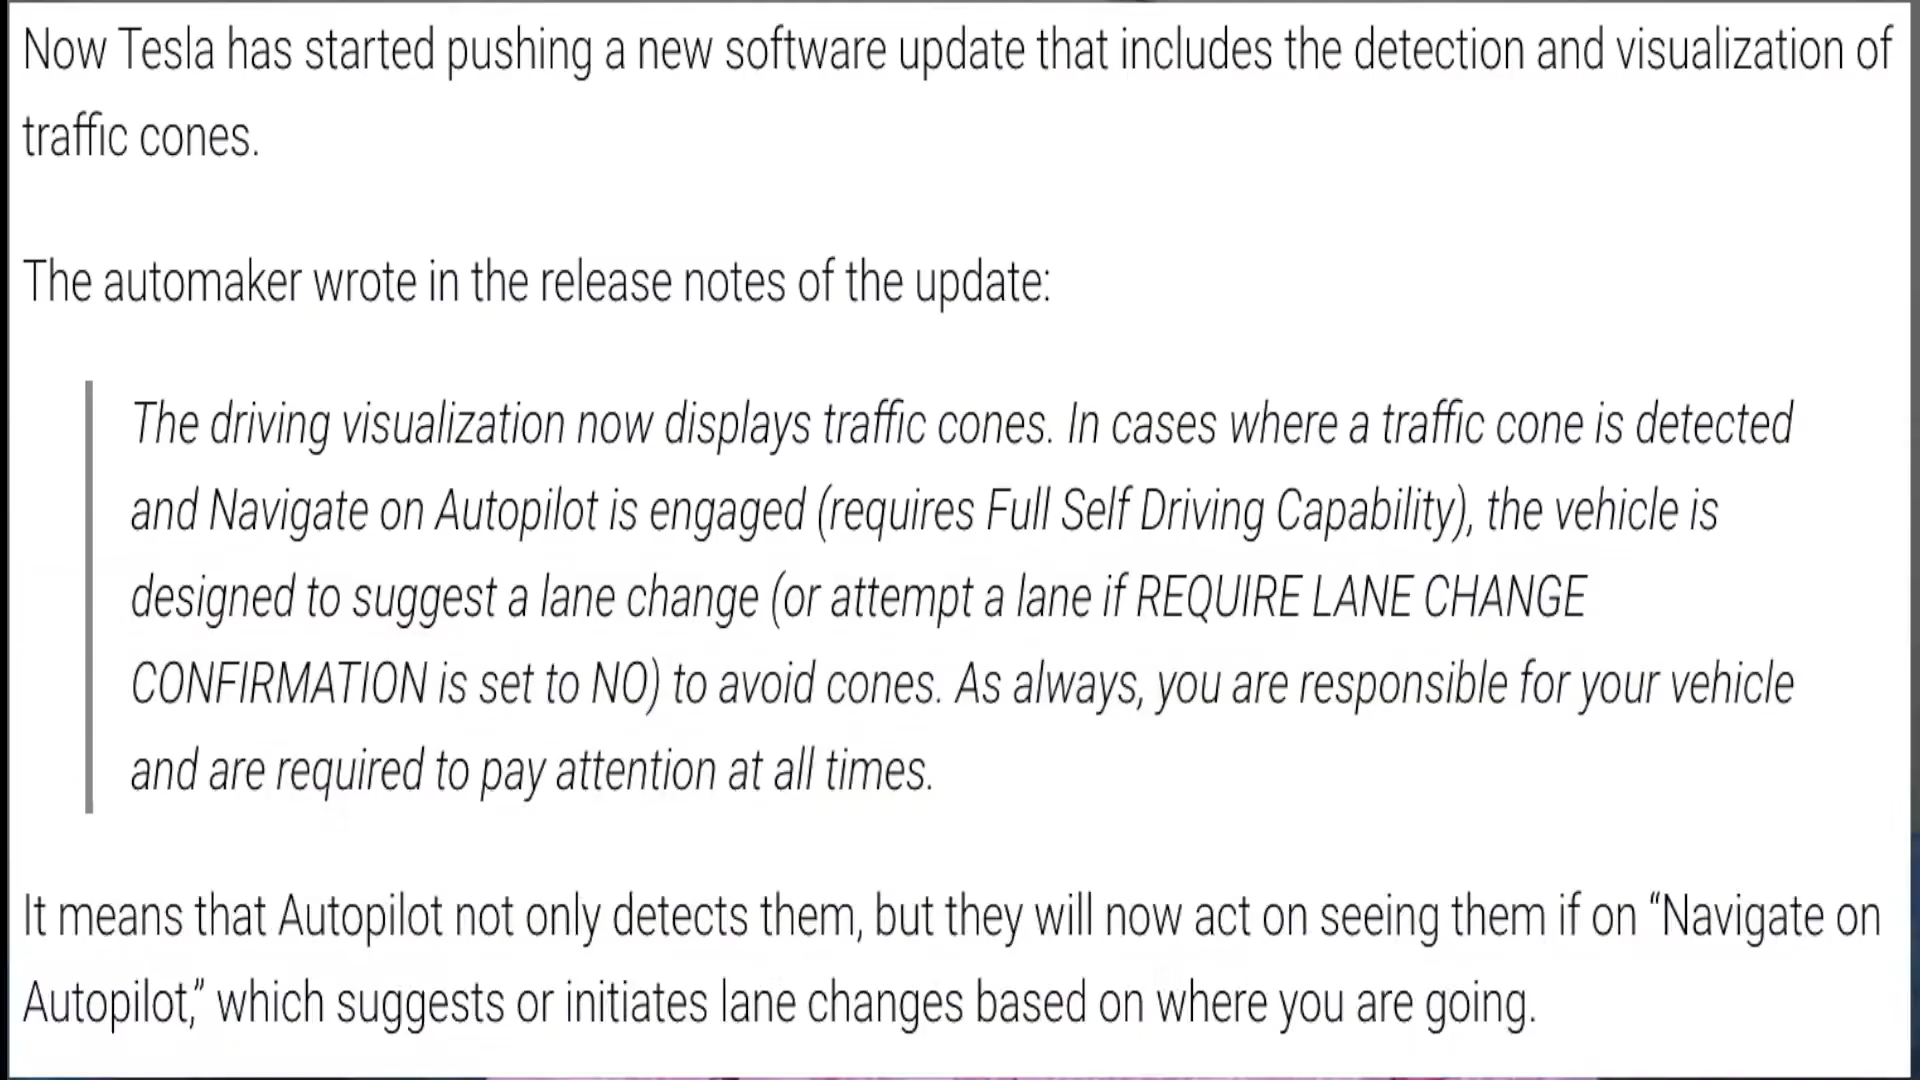 Now Tesla has started pushing a new software update that includes the detection and visualization of
traffic cones.
The automaker wrote in the release notes of the update:
The driving visualization now displays traffic cones. In cases where a traffic cone is detected
and Navigate on Autopilot is engaged (requires Full Self Driving Capability), the vehicle is
designed to suggest a lane change (or attempt a lane if REQUIRE LANE CHANGE
CONFIRMATION is set to NO) to avoid cones. As always, you are responsible for your vehicle
and are required to pay attention at all times.
It means that Autopilot not only detects them, but they will now act on seeing them if on “Navigate on
Autopilot,” which suggests or initiates lane changes based on where you are going.